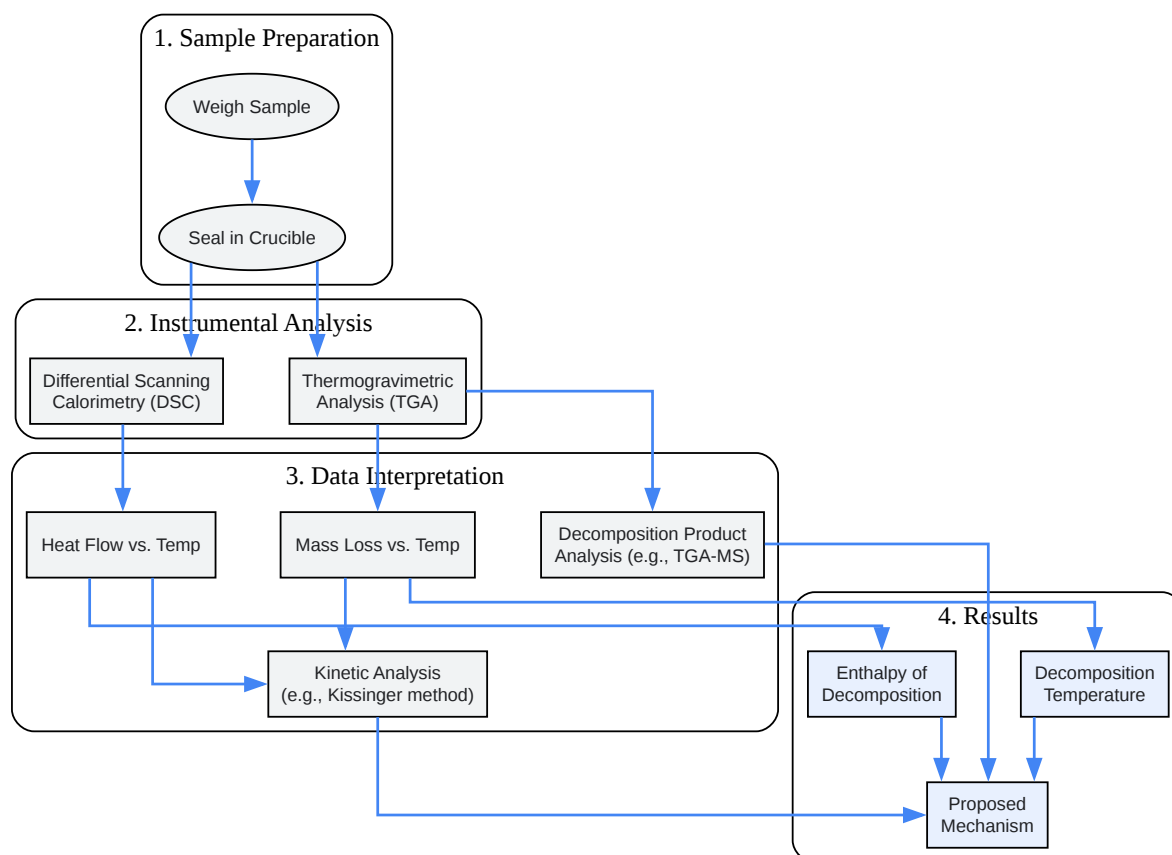 1. Sample Preparation
Weigh Sample
Seal in Crucible
2. Instrumental Analysis
Differential Scanning
Calorimetry (DSC)
Thermogravimetric
Analysis (TGA)
3. Data Interpretation
Heat Flow vs. Temp
Mass Loss vs. Temp
Decomposition Product
Analysis (e.g., TGA-MS)
Kinetic Analysis
(e.g., Kissinger method)
4. Results
Enthalpy of
Decomposition
Decomposition
Temperature
Proposed
Mechanism